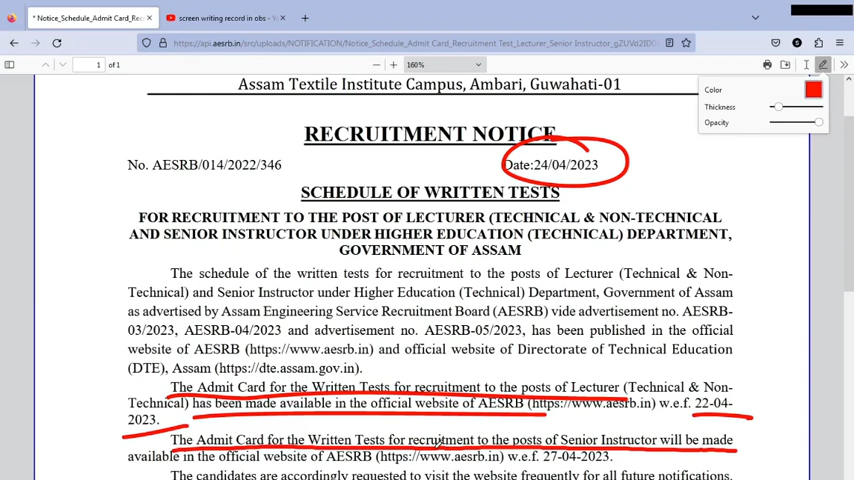 * Notice_Schedule_Admit Card_Rec
screen writing record in obs -
https://api.aesrb.in/src/uploads/NOTIFICATION/Notice_Schedule_Admit Card_Recruitment Test_Lecturer_Senior Instructor_
1 of 1
160%
Color
Thickness
Opacity
Assam Textile Institute Campus, Ambari, Guwahati-01
RECRUITMENT NOTICE
No. AESRB/014/2022/346 Date:24/04/2023
SCHEDULE OF WRITTEN TESTS
FOR RECRUITMENT TO THE POST OF LECTURER (TECHNICAL & NON-TECHNICAL
AND SENIOR INSTRUCTOR UNDER HIGHER EDUCATION (TECHNICAL) DEPARTMENT,
GOVERNMENT OF ASSAM
The schedule of the written tests for recruitment to the posts of Lecturer (Technical & Non-
Technical) and Senior Instructor under Higher Education (Technical) Department, Government of Assam
as advertised by Assam Engineering Service Recruitment Board (AESRB) vide advertisement no. AESRB-
03/2023, AESRB-04/2023 and advertisement no. AESRB-05/2023, has been published in the official
website of AESRB (https://www.aesrb.in) and official website of Directorate of Technical Education
(DTE), Assam (https://dte.assam.gov.in).
The Admit Card for the Written Tests for recruitment to the posts of Lecturer (Technical & Non-
Technical) has been made available in the official website of AESRB (https://www.aesrb.in) w.e.f. 22-04-
2023.
The Admit Card for the Written Tests for recruitment to the posts of Senior Instructor will be made
available in the official website of AESRB (https://www.aesrb.in) w.e.f. 27-04-2023.
The candidates are accordingly requested to visit the website frequently for all future notifications.